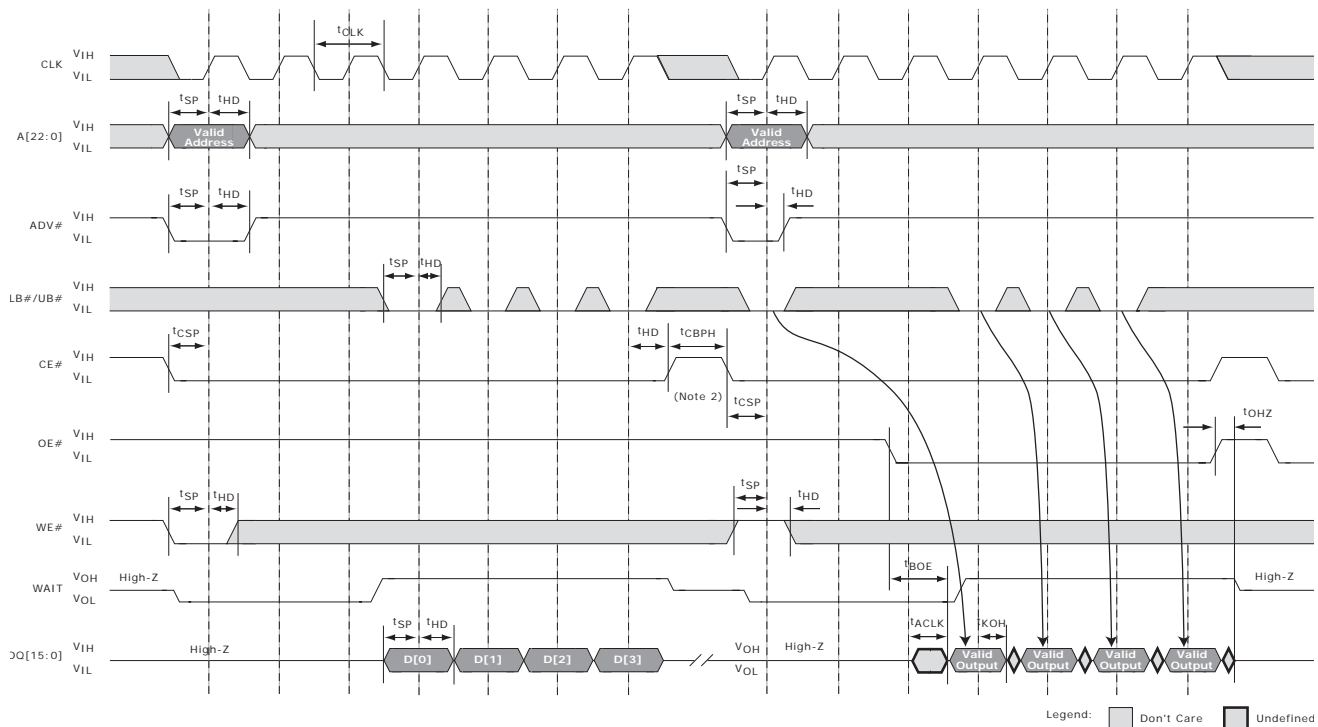 tCLK
CLK VIH
VIL
tSP tHD tSP tHD
A[22:0] VIH
VIL
Valid Address Valid Address
tSP tHD tSP tHD
ADV# VIH
VIL
tSP tHD
LB#/UB# VIH
VIL
tCSP tHD tCBPH
CE# VIH
VIL
(Note 2)
tCSP
tOHZ
OE# VIH
VIL
tSP tHD tSP tHD
WE# VIH
VIL
tBOE
WAIT VOH
VOL
High-Z High-Z
tSP tHD tACLK KOH
DQ[15:0] VIH
VIL
High-Z D[0] D[1] D[2] D[3] VOH
VOL
High-Z Valid Output Valid Output Valid Output Valid Output
Legend: Don't Care Undefined